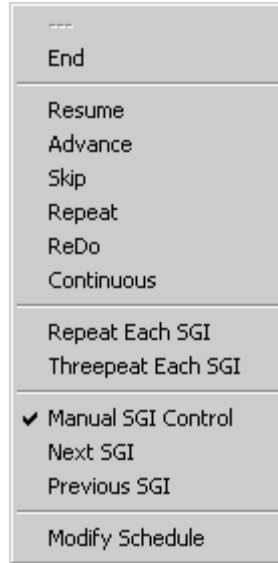 ---
End
Resume
Advance
Skip
Repeat
ReDo
Continuous
Repeat Each SGI
Threepeat Each SGI
Manual SGI Control
Next SGI
Previous SGI
Modify Schedule